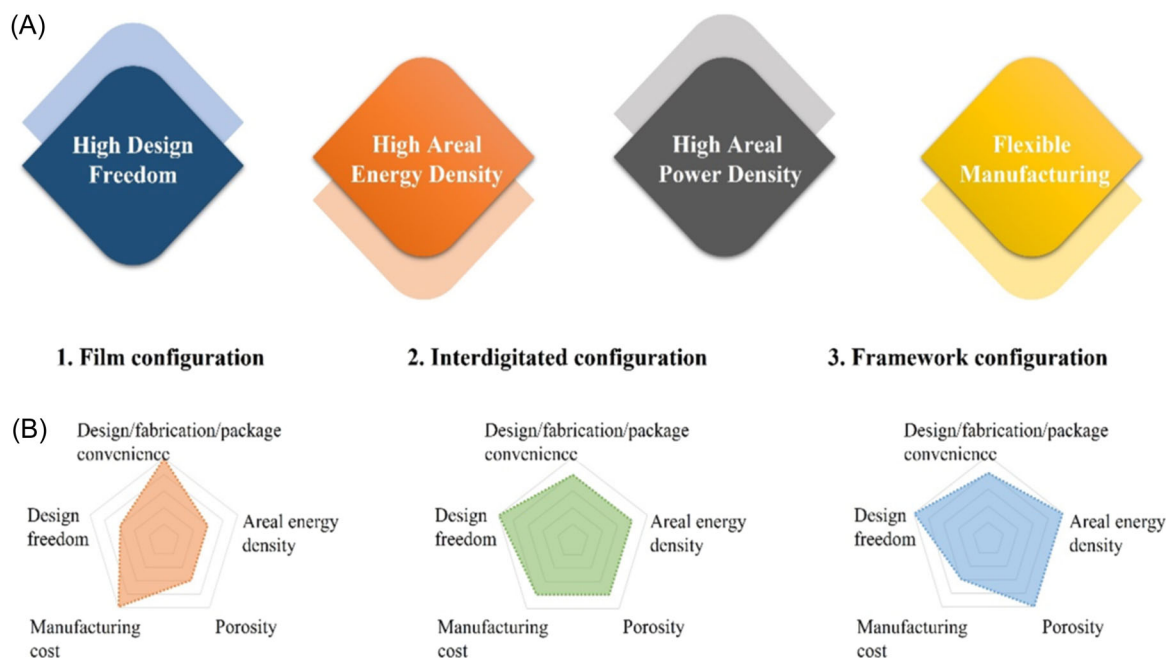 (A)
High Design
Freedom
High Areal
Energy Density
High Areal
Power Density
Flexible
Manufacturing
1. Film configuration
2. Interdigitated configuration
3. Framework configuration
(B)
Design/fabrication/package
convenience
Design
freedom
Areal energy
density
Manufacturing
cost
Porosity
Design/fabrication/package
convenience
Design
freedom
Areal energy
density
Manufacturing
cost
Porosity
Design/fabrication/package
convenience
Design
freedom
Areal energy
density
Manufacturing
cost
Porosity